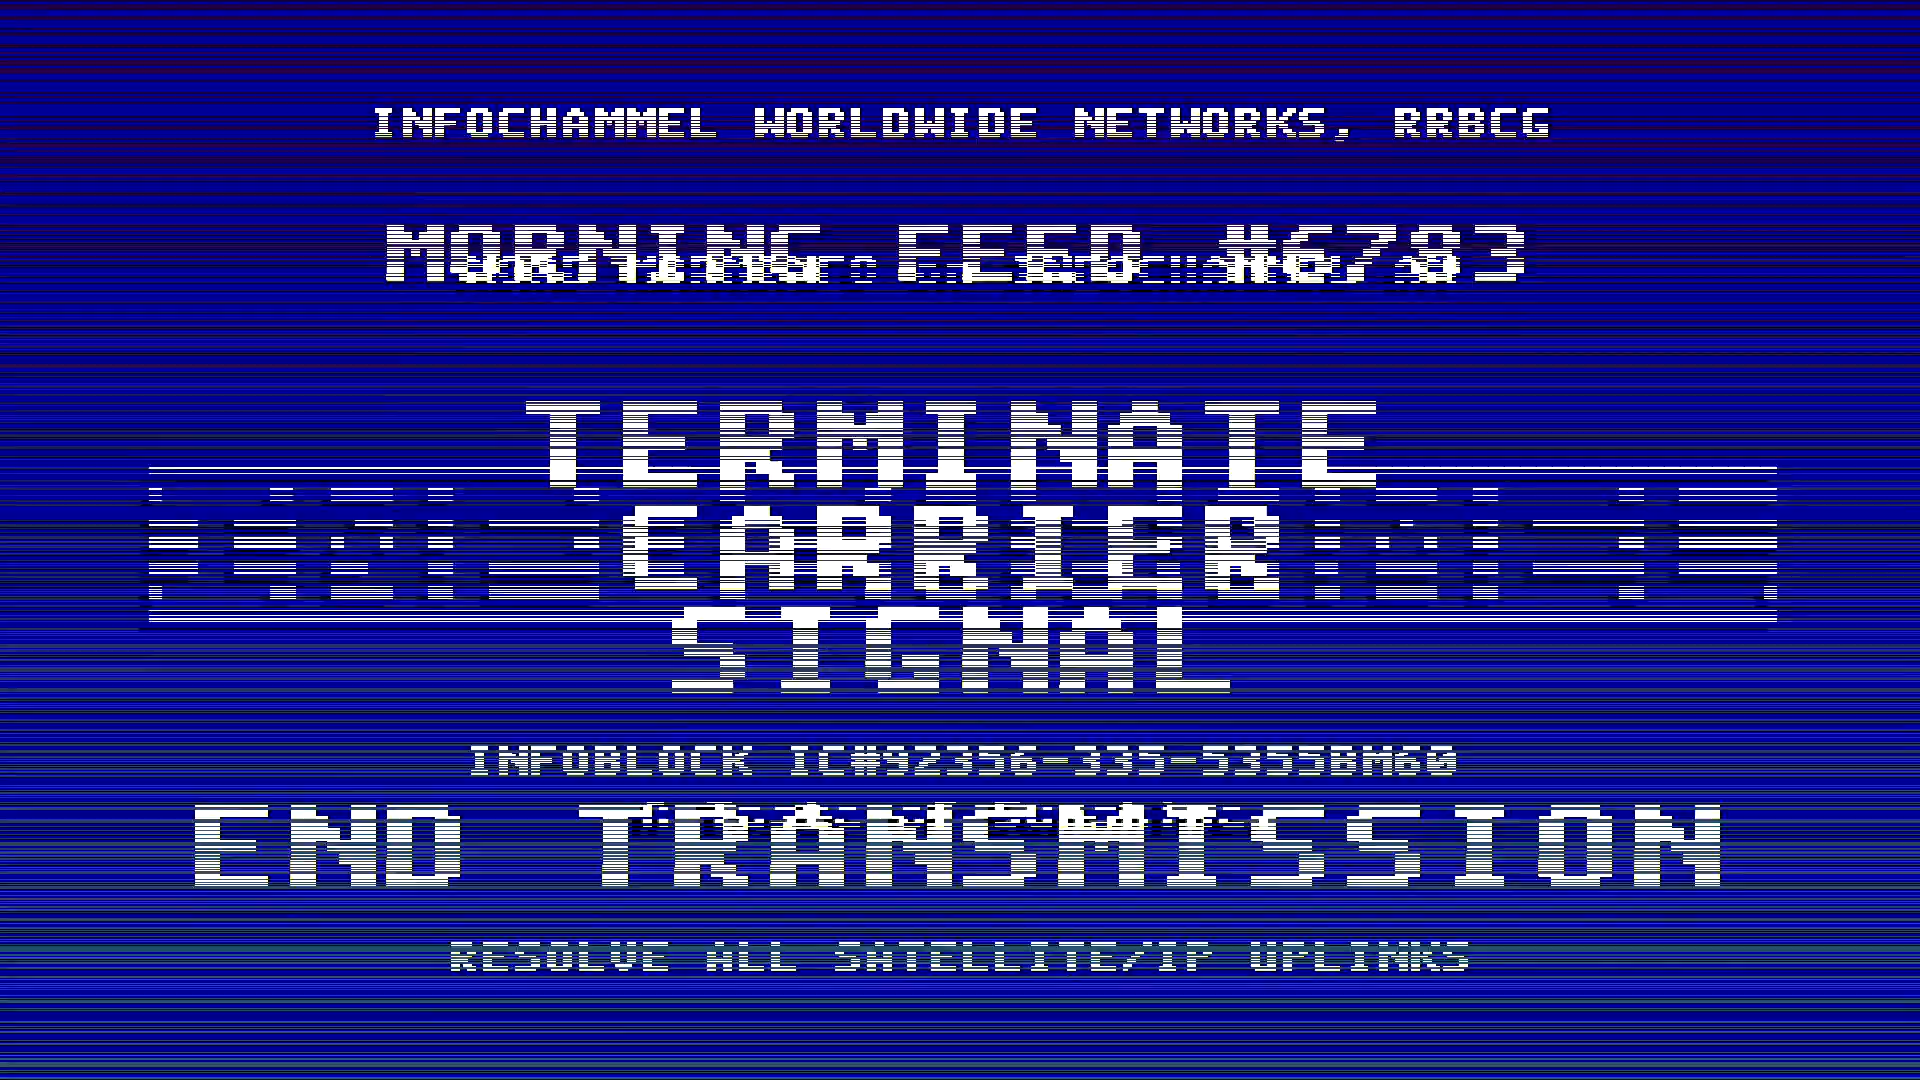 INFOCHAMMEL WORLDWIDE NETWORKS, RRBCG
MORNING FEED #6783
TERMINATE
CARRIER
SIGNAL
INFOBLOCK IC#92356-335-5355BM60
END TRANSMISSION
RESOLVE ALL SATELLITE/IP UPLINKS